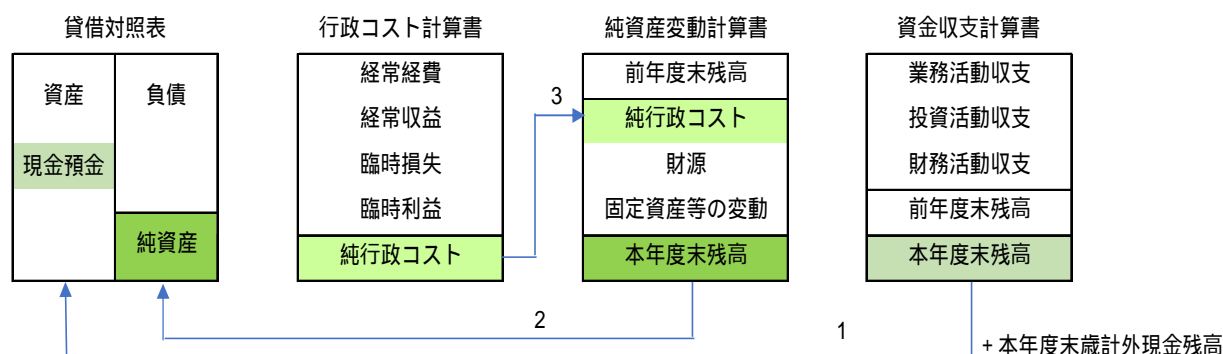 貸借対照表
資産
負債
現金預金
純資産
行政コスト計算書
経常経費
経常収益
臨時損失
臨時利益
純行政コスト
3
純資産変動計算書
前年度末残高
純行政コスト
財源
固定資産等の変動
本年度末残高
資金収支計算書
業務活動収支
投資活動収支
財務活動収支
前年度末残高
本年度末残高
2
1
+ 本年度末歳計外現金残高